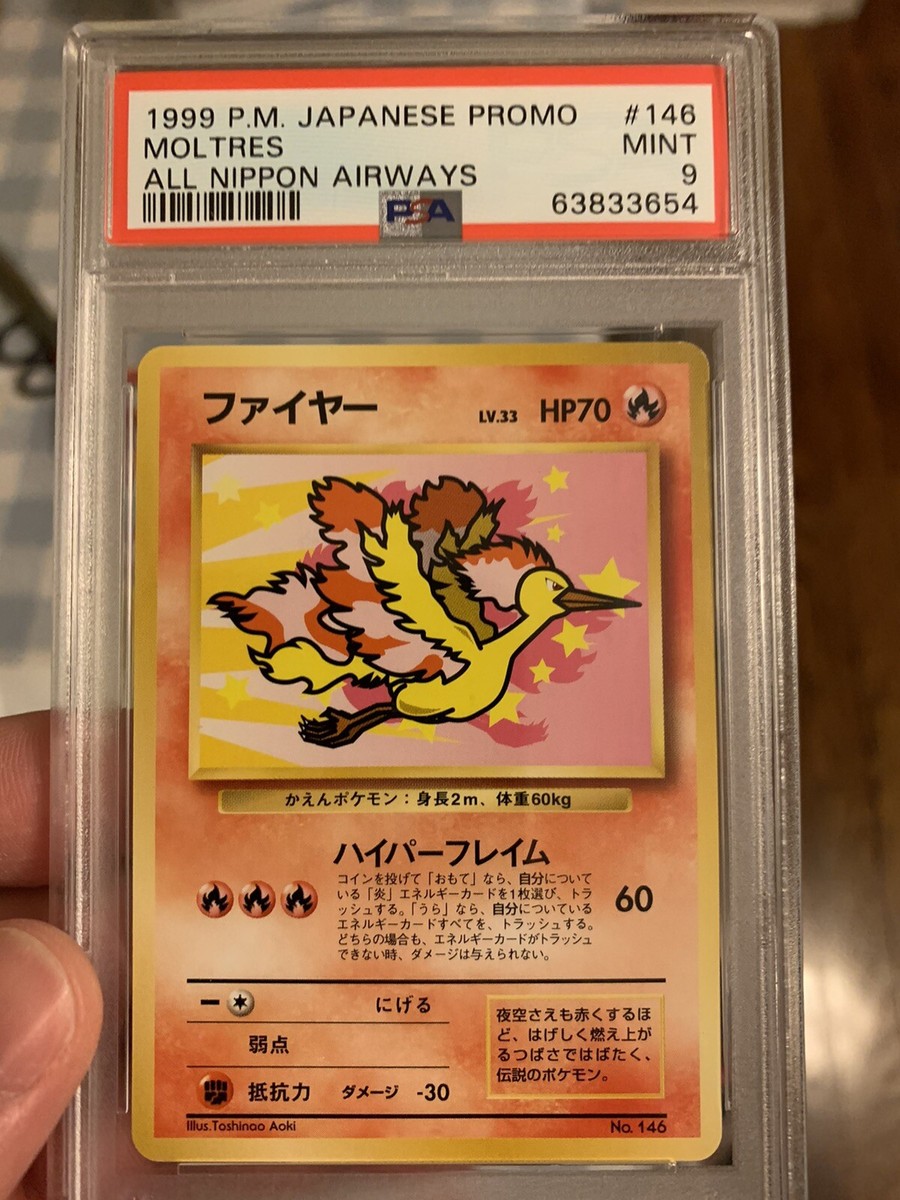 1999 P.M. JAPANESE PROMO #146
MOLTRES MINT
ALL NIPPON AIRWAYS 9
PSA 63833654
ファイヤー LV.33 HP70
かえんポケモン：身長2m、体重60kg
ハイパーフレイム
コインを投げて「おもて」なら、自分につい
ている「炎」エネルギーカードを1枚選び、トラ
ッシュする。「うら」なら、自分についている
エネルギーカードすべてを、トラッシュする。
どちらの場合も、エネルギーカードがトラッシュ
できない時、ダメージは与えられない。
60
にげる
弱点
抵抗力 ダメージ -30
夜空さえも赤くするほ
ど、はげしく燃え上が
るつばさではばたく、
伝説のポケモン。
Illus.Toshinao Aoki No. 146